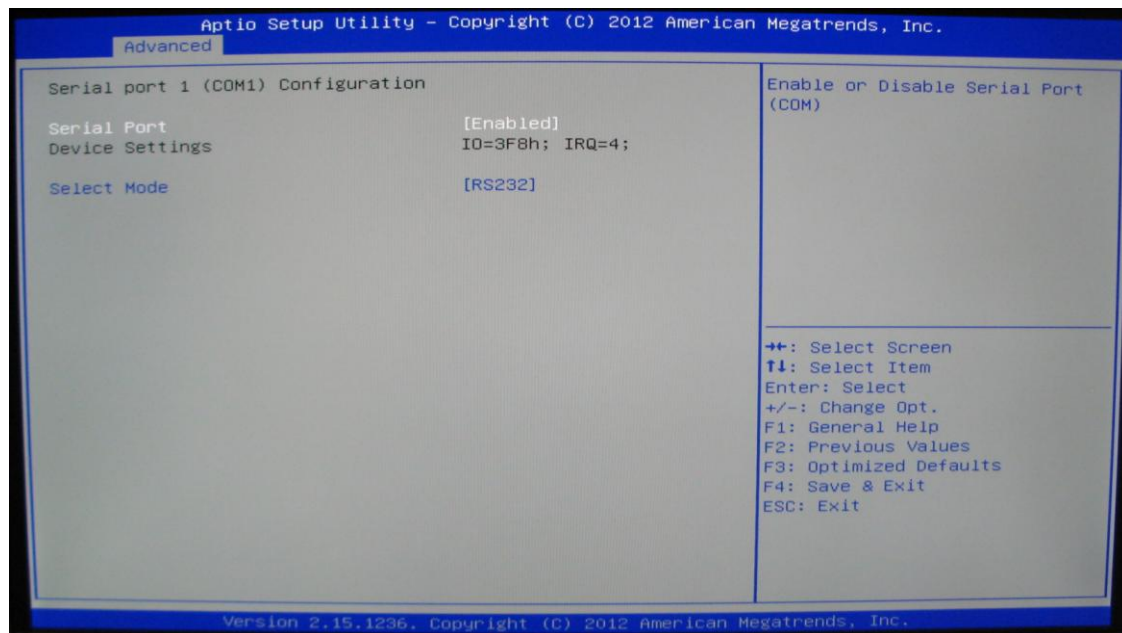 Aptio Setup Utility – Copyright (C) 2012 American Megatrends, Inc.
Advanced
Serial port 1 (COM1) Configuration
Serial Port [Enabled]
Device Settings IO=3F8h; IRQ=4;
Select Mode [RS232]
Enable or Disable Serial Port
(COM)
→←: Select Screen
↑↓: Select Item
Enter: Select
+/-: Change Opt.
F1: General Help
F2: Previous Values
F3: Optimized Defaults
F4: Save & Exit
ESC: Exit
Version 2.15.1236. Copyright (C) 2012 American Megatrends, Inc.